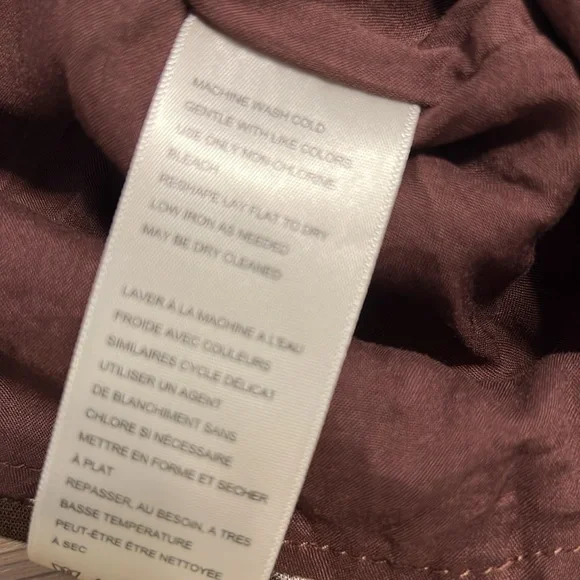 MACHINE WASH COLD
GENTLE WITH LIKE COLORS
USE ONLY NON-CHLORINE
BLEACH
RESHAPE LAY FLAT TO DRY
LOW IRON AS NEEDED
MAY BE DRY CLEANED
LAVER A LA MACHINE A L'EAU
FROIDE AVEC COULEURS
SIMILAIRES CYCLE DÉLICAT
UTILISER UN AGENT
DE BLANCHIMENT SANS
CHLORE SI NÉCESSAIRE
METTRE EN FORME ET SECHER
À PLAT
REPASSER, AU BESOIN, A TRES
BASSE TEMPÉRATURE
PEUT-ÊTRE ÊTRE NETTOYÉE
A SEC